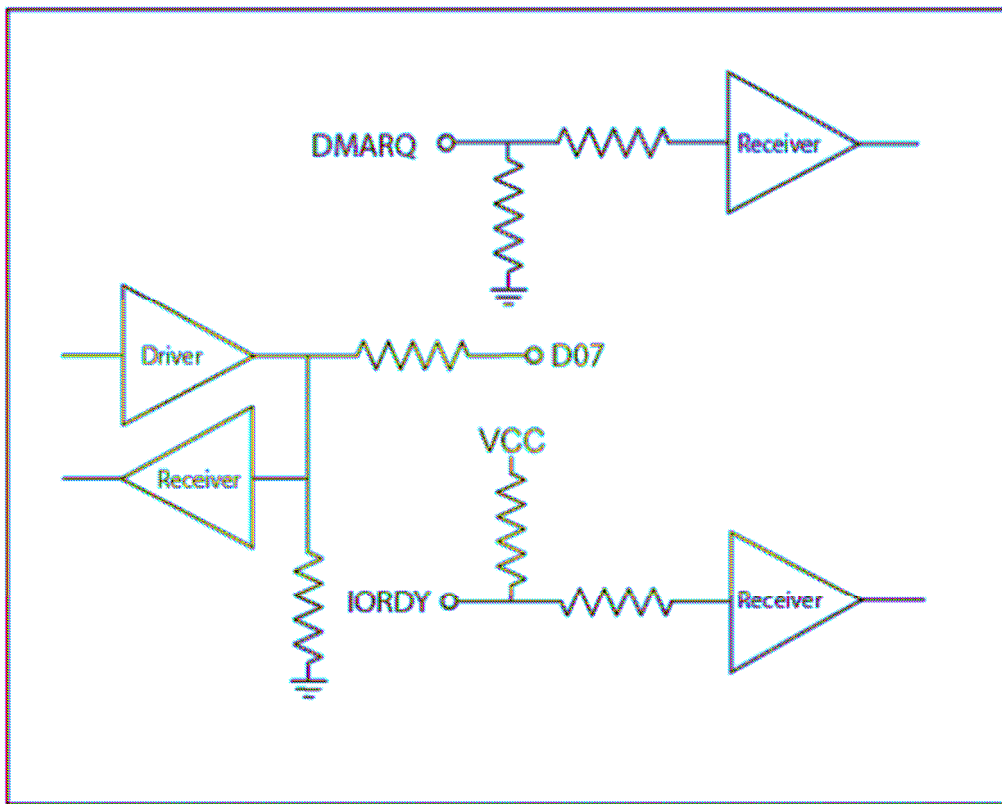 DMARQ
Receiver
Driver
D07
VCC
Receiver
IORDY
Receiver